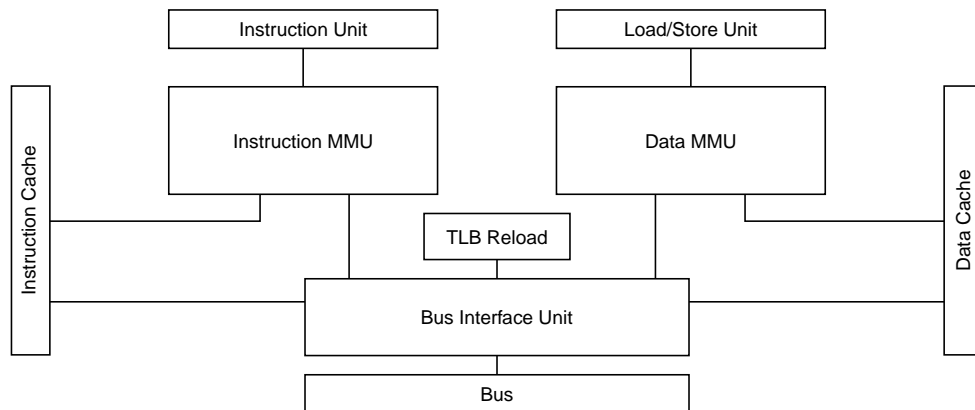 Instruction Unit
Load/Store Unit
Instruction Cache
Instruction MMU
Data MMU
Data Cache
TLB Reload
Bus Interface Unit
Bus